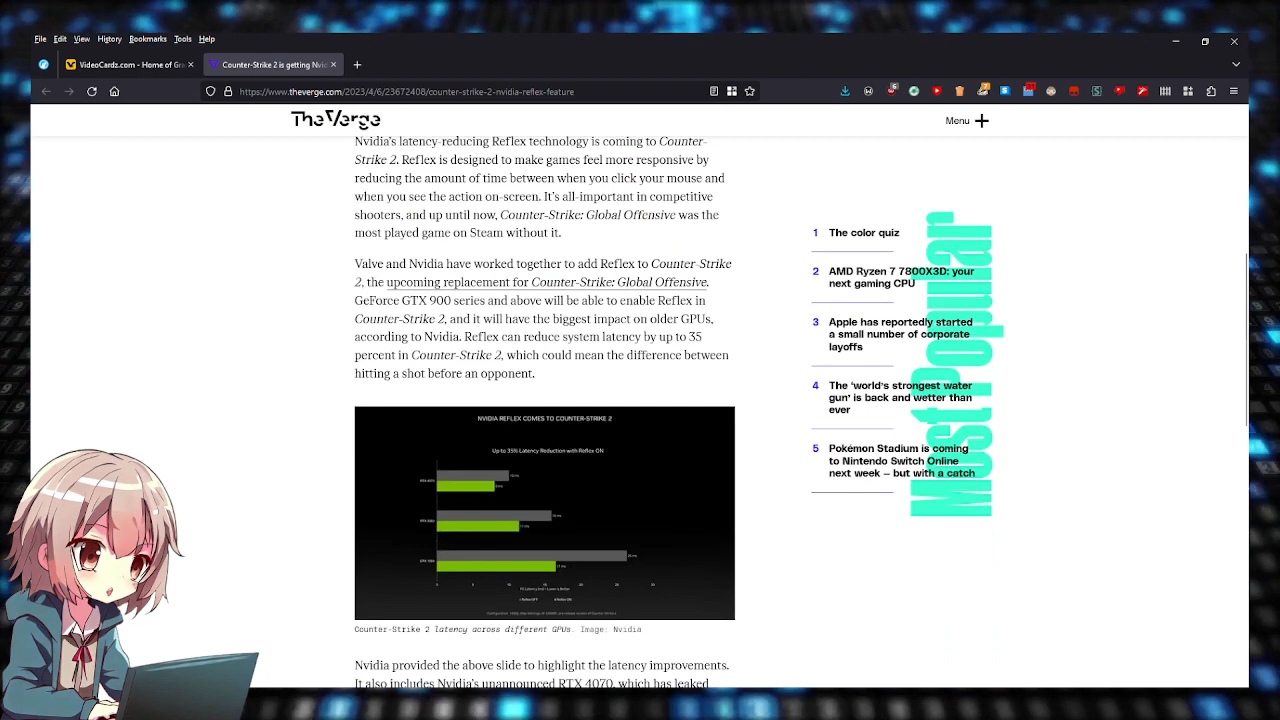 File Edit View History Bookmarks Tools Help
VideoCardz.com - Home of Gra
Counter-Strike 2 is getting Nvid
https://www.theverge.com/2023/4/6/23672408/counter-strike-2-nvidia-reflex-feature
The Verge
Menu
Nvidia's latency-reducing Reflex technology is coming to Counter-
Strike 2. Reflex is designed to make games feel more responsive by
reducing the amount of time between when you click your mouse and
when you see the action on-screen. It's all-important in competitive
shooters, and up until now, Counter-Strike: Global Offensive was the
most played game on Steam without it.
Valve and Nvidia have worked together to add Reflex to Counter-Strike
2, the upcoming replacement for Counter-Strike: Global Offensive.
GeForce GTX 900 series and above will be able to enable Reflex in
Counter-Strike 2, and it will have the biggest impact on older GPUs,
according to Nvidia. Reflex can reduce system latency by up to 35
percent in Counter-Strike 2, which could mean the difference between
hitting a shot before an opponent.
NVIDIA REFLEX COMES TO COUNTER-STRIKE 2
Up to 35% Latency Reduction with Reflex ON
0 5 10 15 20 25 30
Counter-Strike 2 latency across different GPUs. Image: Nvidia
Nvidia provided the above slide to highlight the latency improvements.
It also includes Nvidia's unannounced RTX 4070, which has leaked
Most Popular
1 The color quiz
2 AMD Ryzen 7 7800X3D: your
next gaming CPU
3 Apple has reportedly started
a small number of corporate
layoffs
4 The 'world's strongest water
gun' is back and wetter than
ever
5 Pokémon Stadium is coming
to Nintendo Switch Online
next week – but with a catch